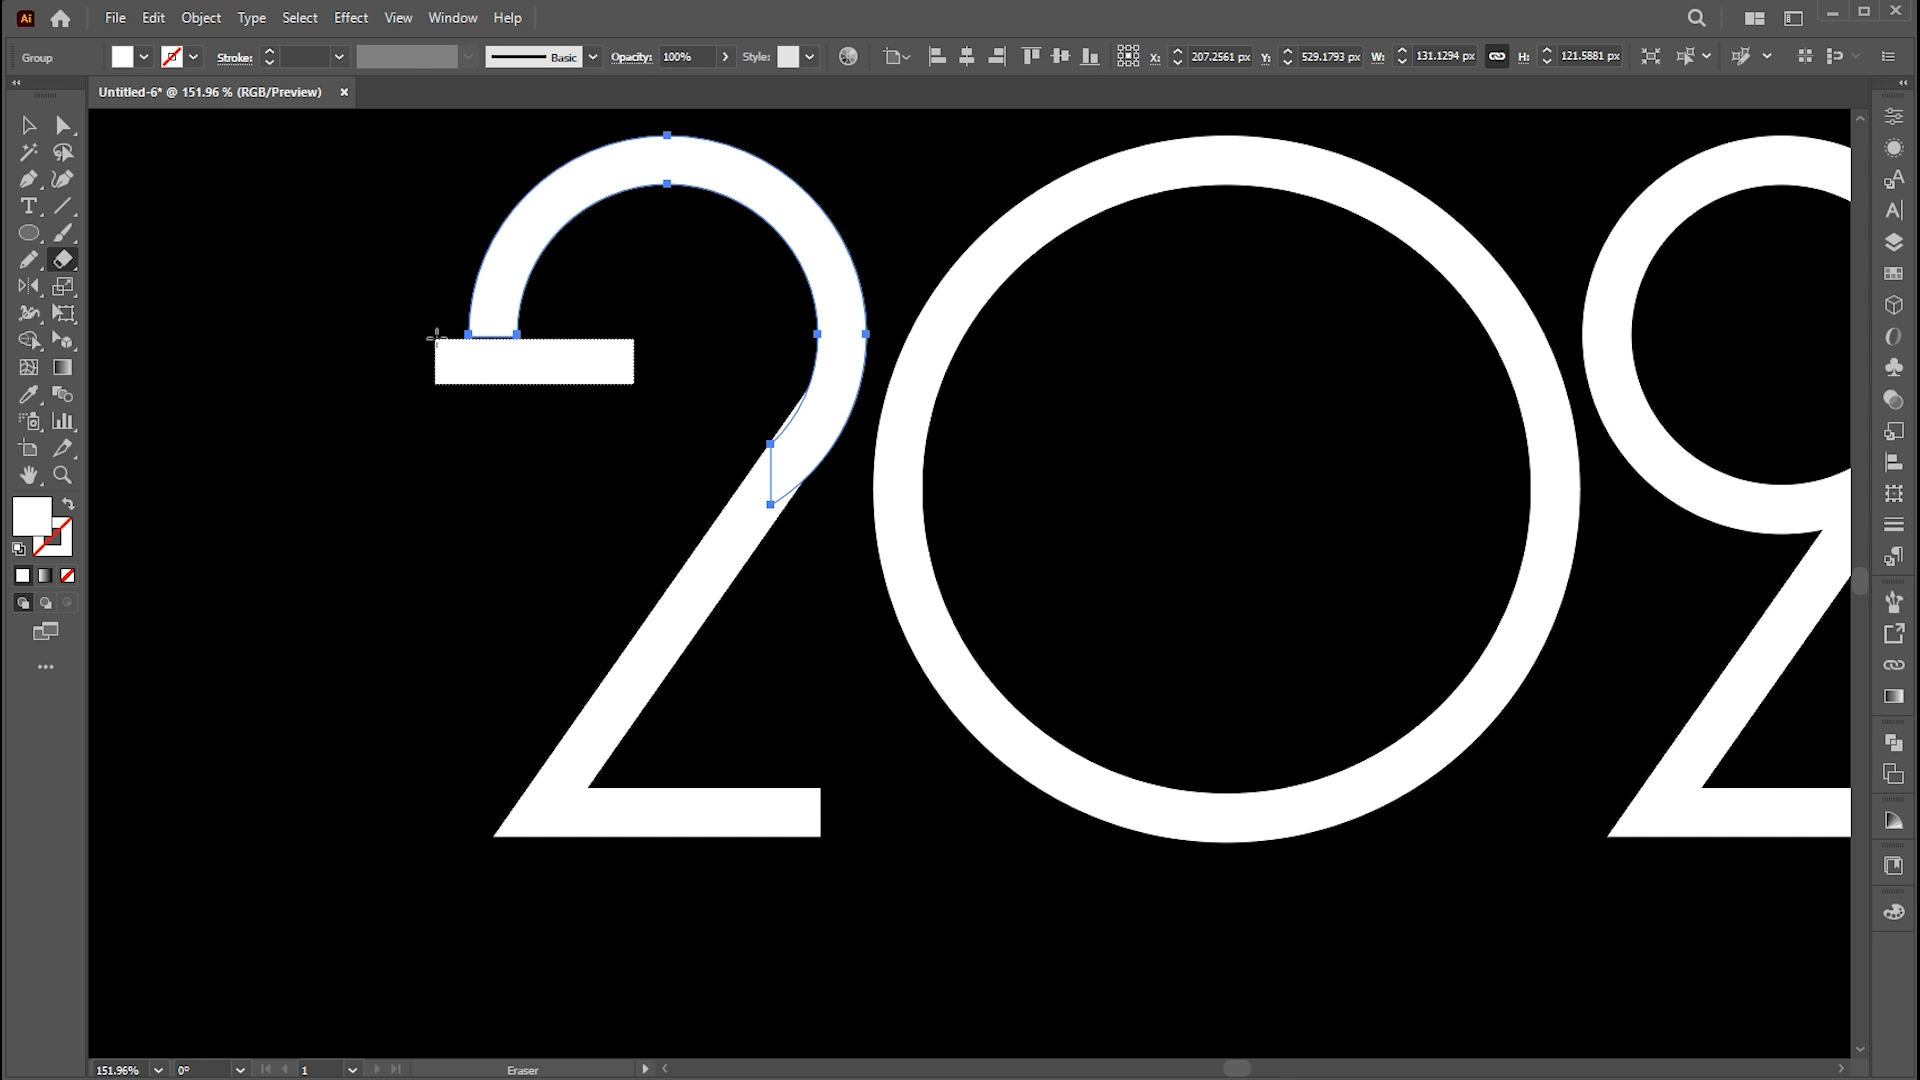 Ai File Edit Object Type Select Effect View Window Help
Group Stroke: Basic Opacity: 100% Style: X: 207.2561 px Y: 529.1793 px W: 131.1294 px H: 121.5881 px
Untitled-6* @ 151.96 % (RGB/Preview) ×
202
151.96% 0° 1 Eraser